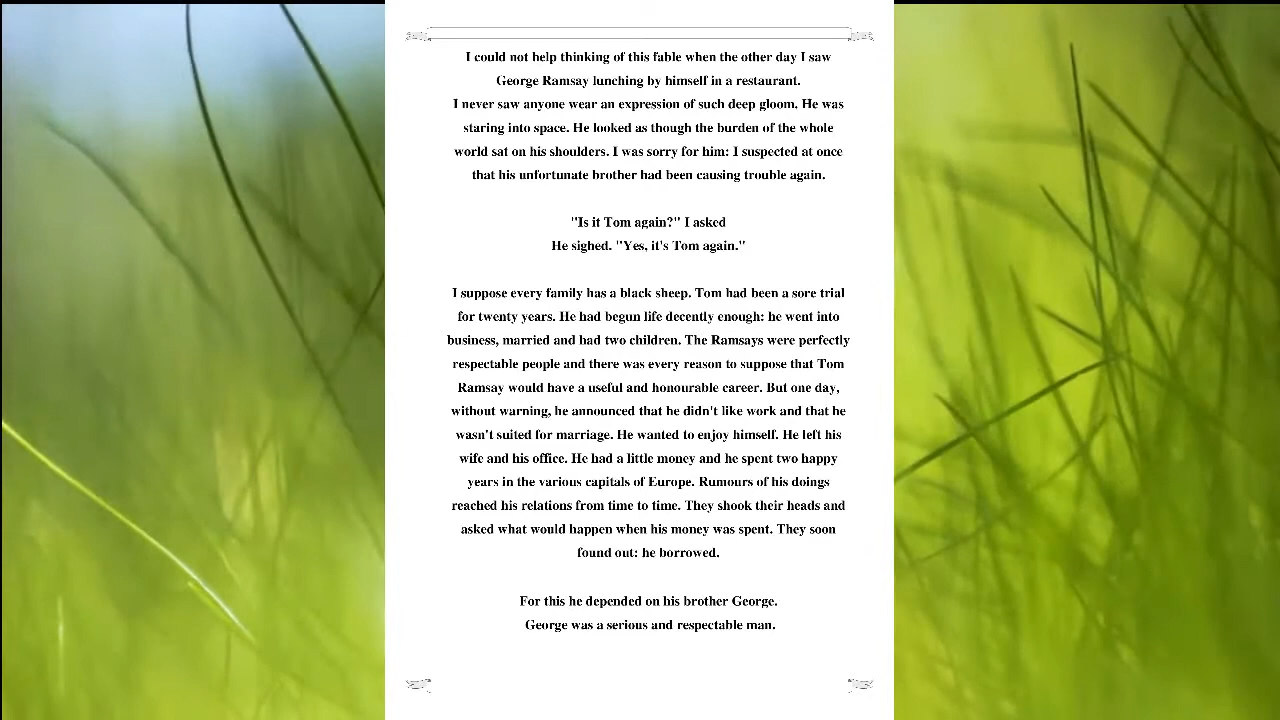 I could not help thinking of this fable when the other day I saw
George Ramsay lunching by himself in a restaurant.
I never saw anyone wear an expression of such deep gloom. He was
staring into space. He looked as though the burden of the whole
world sat on his shoulders. I was sorry for him: I suspected at once
that his unfortunate brother had been causing trouble again.
"Is it Tom again?" I asked
He sighed. "Yes, it's Tom again."
I suppose every family has a black sheep. Tom had been a sore trial
for twenty years. He had begun life decently enough: he went into
business, married and had two children. The Ramsays were perfectly
respectable people and there was every reason to suppose that Tom
Ramsay would have a useful and honourable career. But one day,
without warning, he announced that he didn't like work and that he
wasn't suited for marriage. He wanted to enjoy himself. He left his
wife and his office. He had a little money and he spent two happy
years in the various capitals of Europe. Rumours of his doings
reached his relations from time to time. They shook their heads and
asked what would happen when his money was spent. They soon
found out: he borrowed.
For this he depended on his brother George.
George was a serious and respectable man.